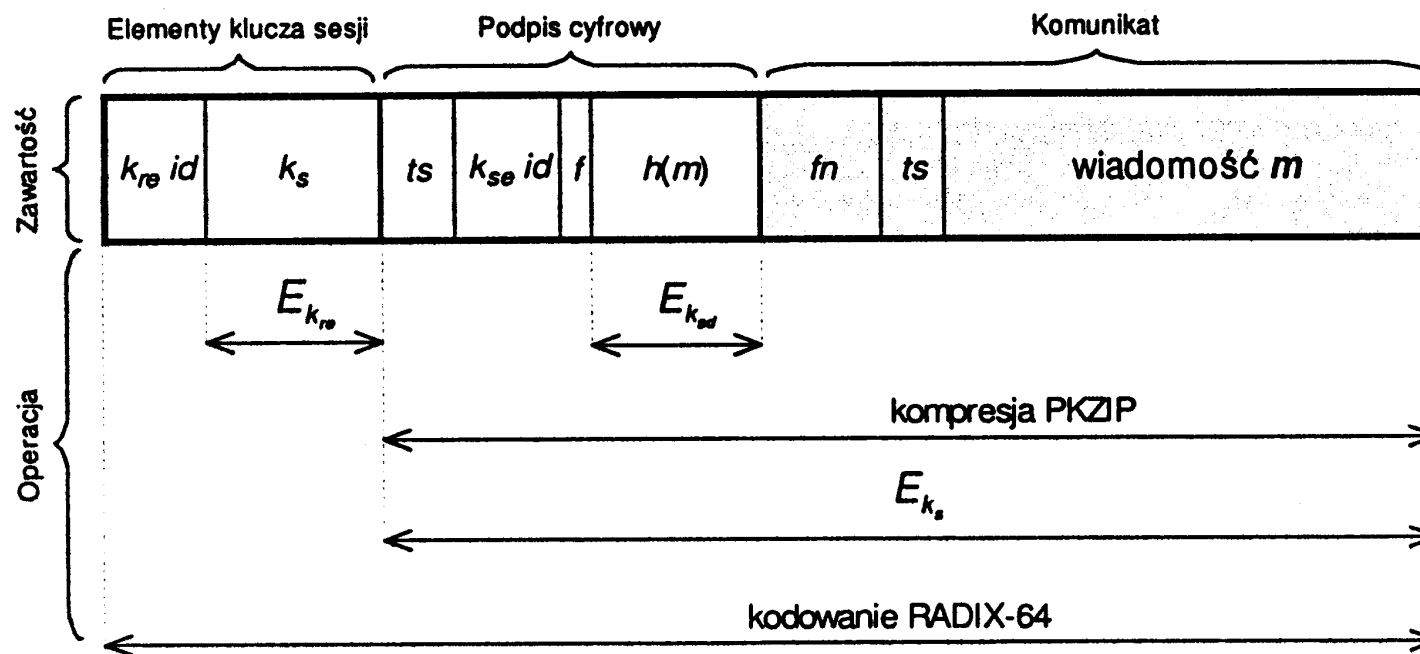 Elementy klucza sesji Podpis cyfrowy Komunikat
Zawartość
k_re id k_s ts k_se id f h(m) fn ts wiadomość m
Operacja
E_k_re E_k_sd
kompresja PKZIP
E_k_s
kodowanie RADIX-64